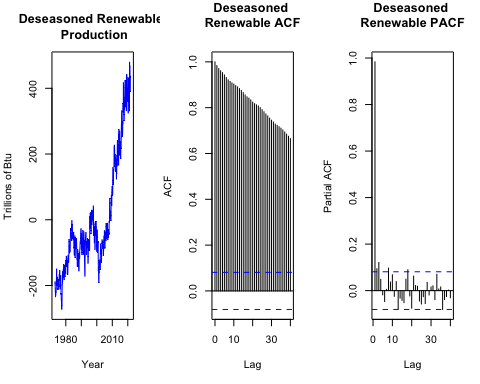 Deseasoned Renewable
Production
Trillions of Btu
-200
0
200
400
1980
2010
Year
Deseasoned
Renewable ACF
ACF
0.0
0.2
0.4
0.6
0.8
1.0
0
10
30
Lag
Deseasoned
Renewable PACF
Partial ACF
0.0
0.2
0.4
0.6
0.8
1.0
0
10
30
Lag